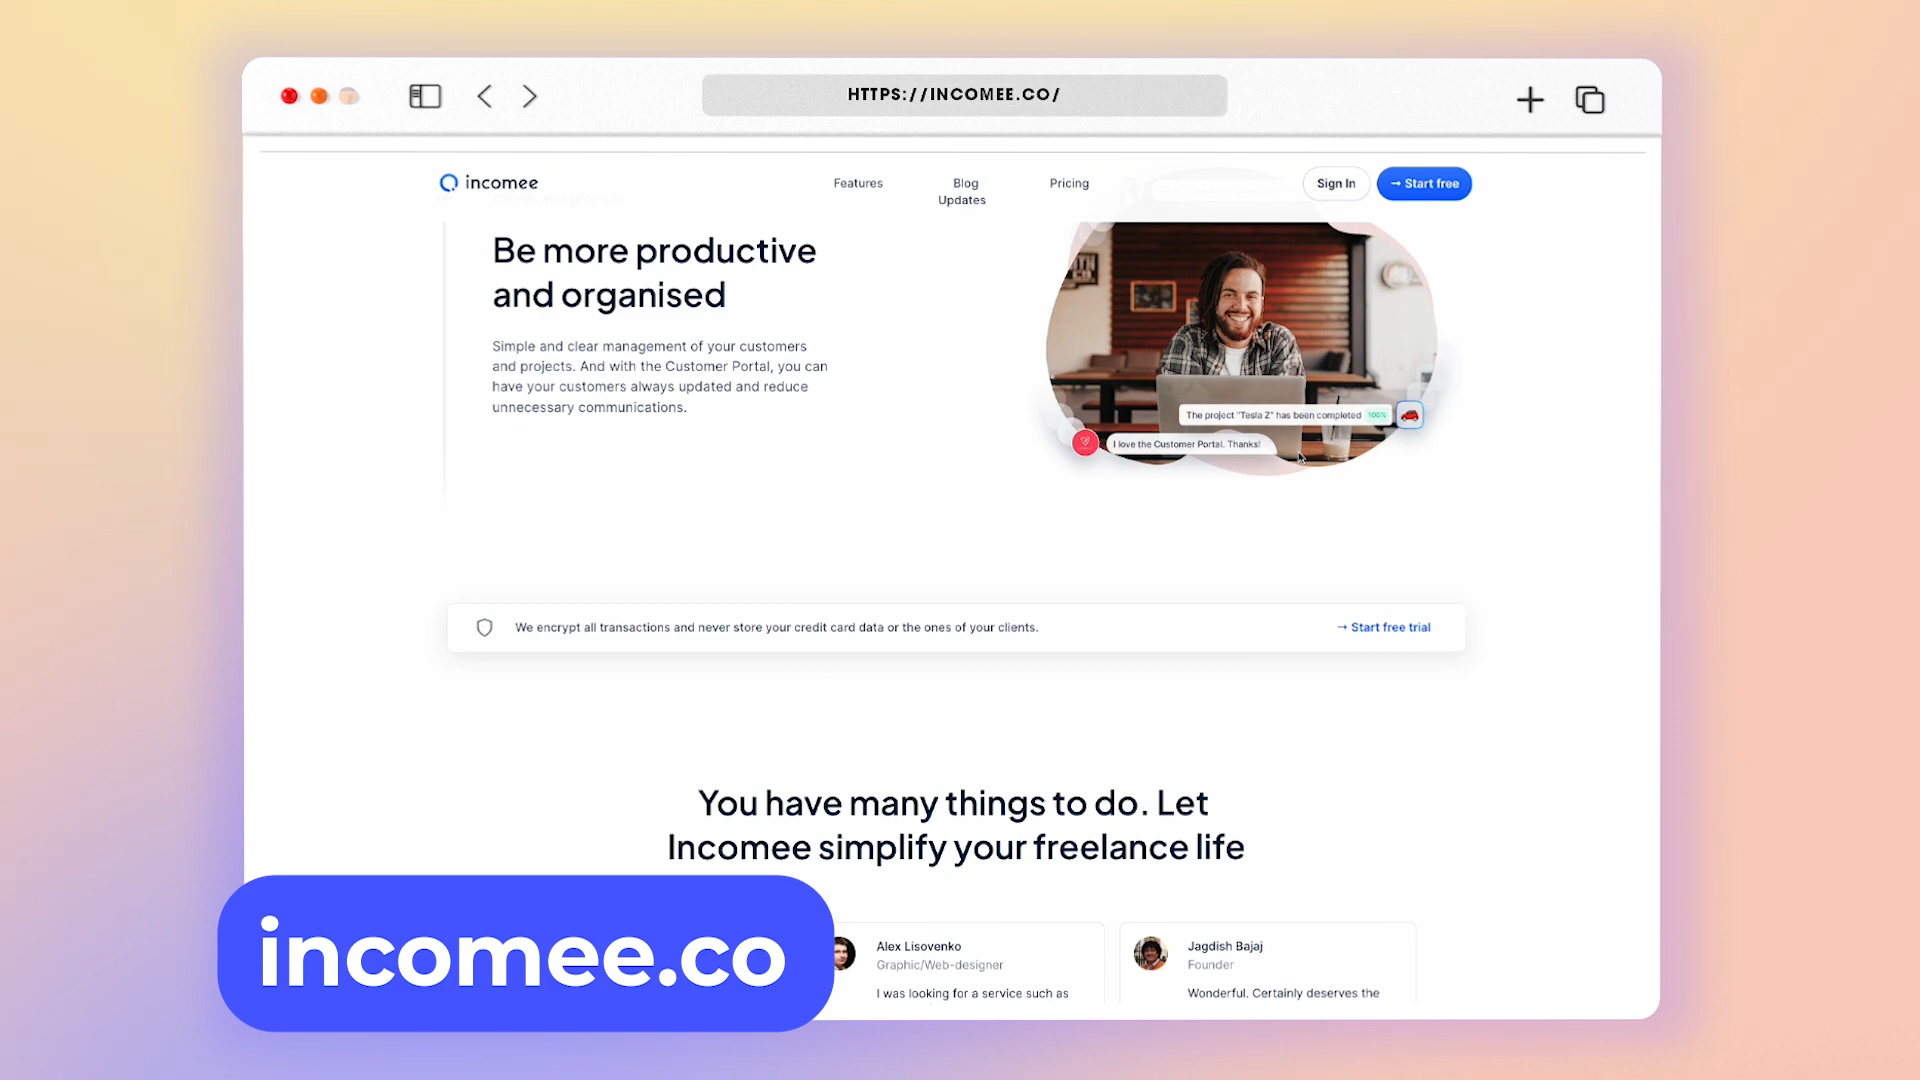 HTTPS://INCOMEE.CO/
incomee
Features
Blog
Pricing
Updates
Sign In
→ Start free
Be more productive
and organised
Simple and clear management of your customers
and projects. And with the Customer Portal, you can
have your customers always updated and reduce
unnecessary communications.
The project "Tesla Z" has been completed 100%
I love the Customer Portal. Thanks!
We encrypt all transactions and never store your credit card data or the ones of your clients.
→ Start free trial
You have many things to do. Let
Incomee simplify your freelance life
incomee.co
Alex Lisovenko
Graphic/Web-designer
I was looking for a service such as
Jagdish Bajaj
Founder
Wonderful. Certainly deserves the